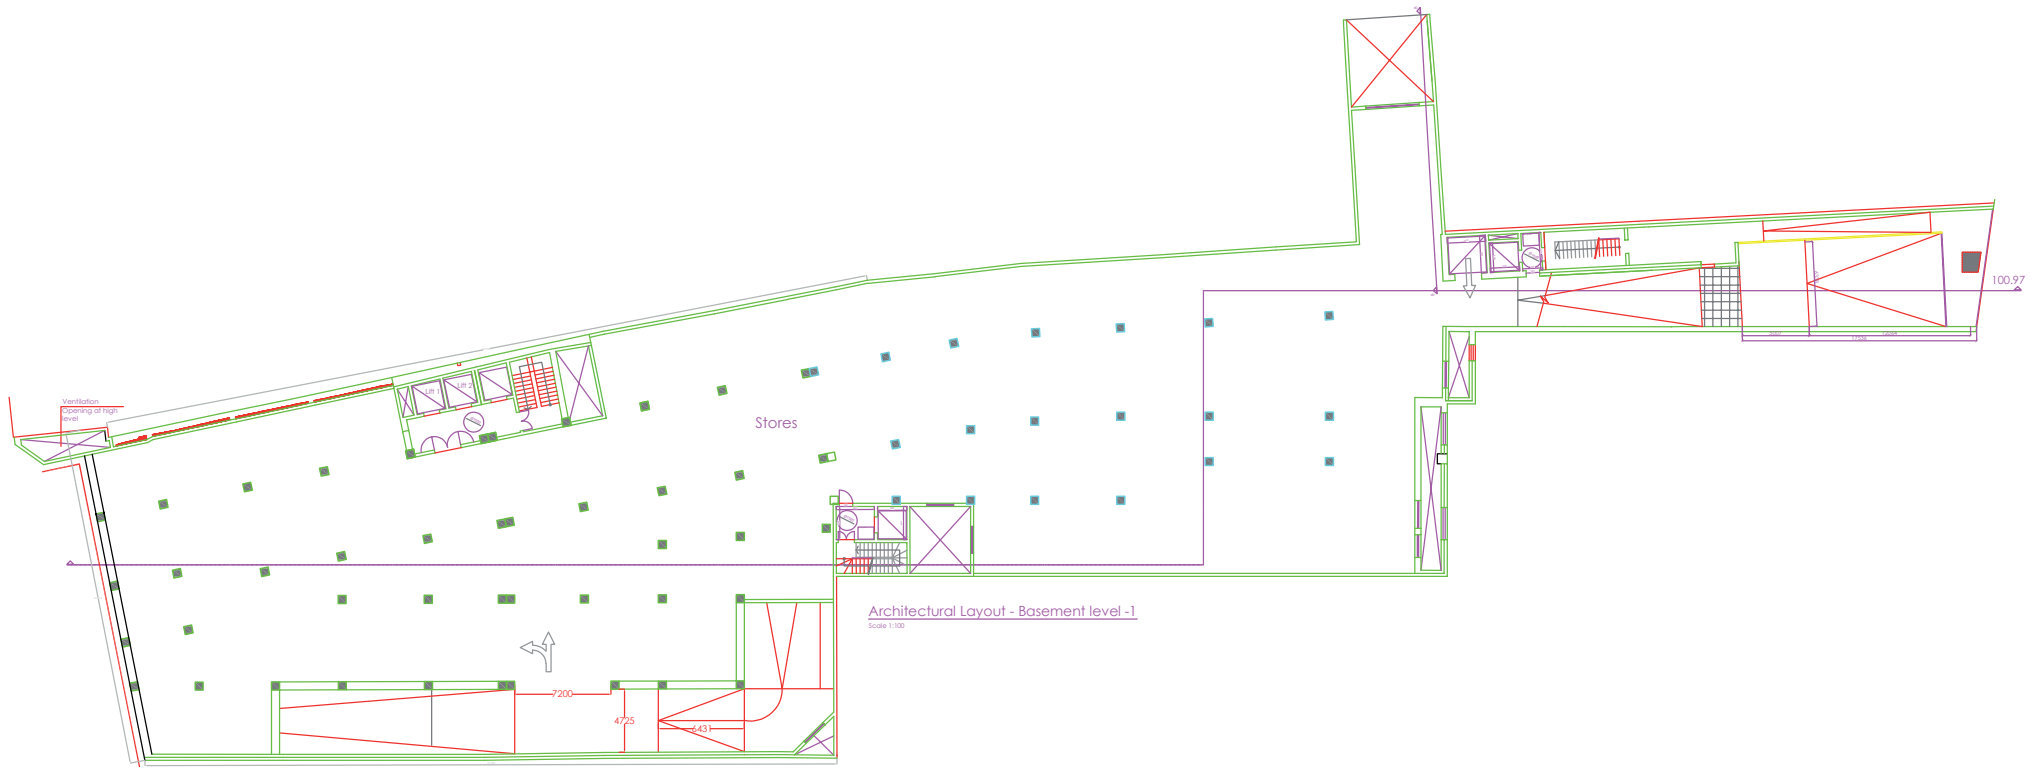 100.97
Lift 1
Lift 2
Ventilation
Opening at high
level
Stores
Architectural Layout - Basement level -1
Scale 1:100
7200
4725
6431